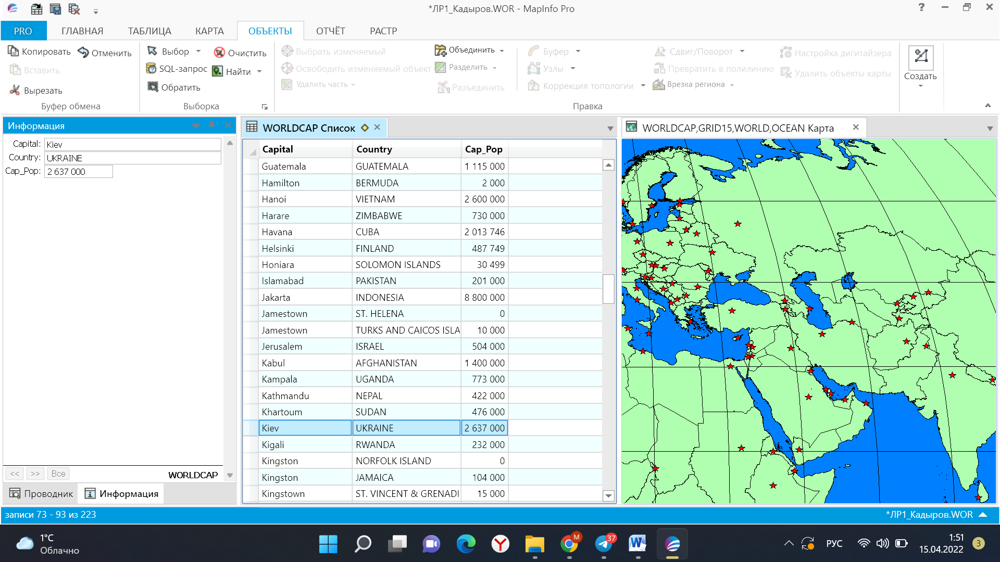 *ЛР1_Кадыров.WOR - MapInfo Pro
PRO ГЛАВНАЯ ТАБЛИЦА КАРТА ОБЪЕКТЫ ОТЧЁТ РАСТР
Копировать Отменить
Вставить
Вырезать
Буфер обмена
Выбор Очистить
SQL-запрос Найти
Обратить
Выборка
Выбрать изменяемый Объединить
Освободить изменяемый объект Разделить
Удалить часть Разъединить
Буфер Сдвиг/Поворот Настройка дигитайзера
Узлы Превратить в полилинию Удалить объекты карты
Коррекция топологии Врезка региона
Правка
Создать
Информация
Capital: Kiev
Country: UKRAINE
Cap_Pop: 2 637 000
<< >> Все WORLDCAP
Проводник Информация
WORLDCAP Список
Capital Country Cap_Pop
Guatemala GUATEMALA 1 115 000
Hamilton BERMUDA 2 000
Hanoi VIETNAM 2 600 000
Harare ZIMBABWE 730 000
Havana CUBA 2 013 746
Helsinki FINLAND 487 749
Honiara SOLOMON ISLANDS 30 499
Islamabad PAKISTAN 201 000
Jakarta INDONESIA 8 800 000
Jamestown ST. HELENA 0
Jamestown TURKS AND CAICOS ISLA 10 000
Jerusalem ISRAEL 504 000
Kabul AFGHANISTAN 1 400 000
Kampala UGANDA 773 000
Kathmandu NEPAL 422 000
Khartoum SUDAN 476 000
Kiev UKRAINE 2 637 000
Kigali RWANDA 232 000
Kingston NORFOLK ISLAND 0
Kingston JAMAICA 104 000
Kingstown ST. VINCENT & GRENADI 15 000
WORLDCAP,GRID15,WORLD,OCEAN Карта
записи 73 - 93 из 223 *ЛР1_Кадыров.WOR
1°C
Облачно
M
37
РУС
1:51
15.04.2022
3